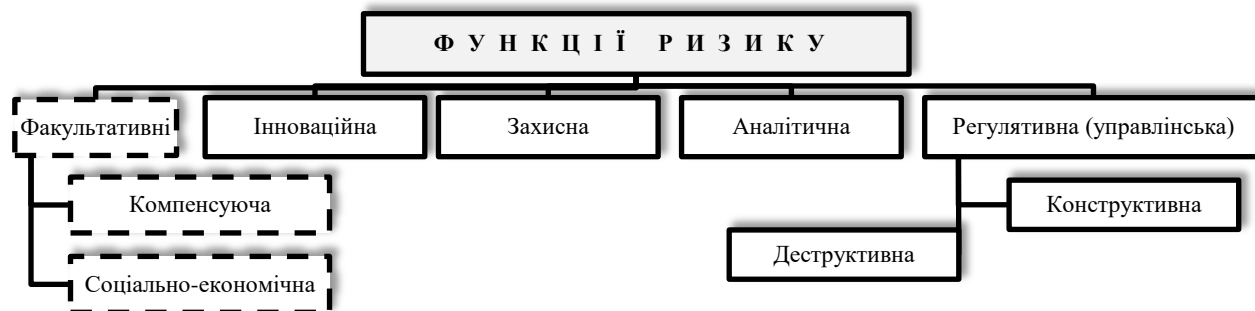 Ф У Н К Ц І Ї Р И З И К У
Факультативні
Інноваційна
Захисна
Аналітична
Регулятивна (управлінська)
Компенсуюча
Конструктивна
Деструктивна
Соціально-економічна